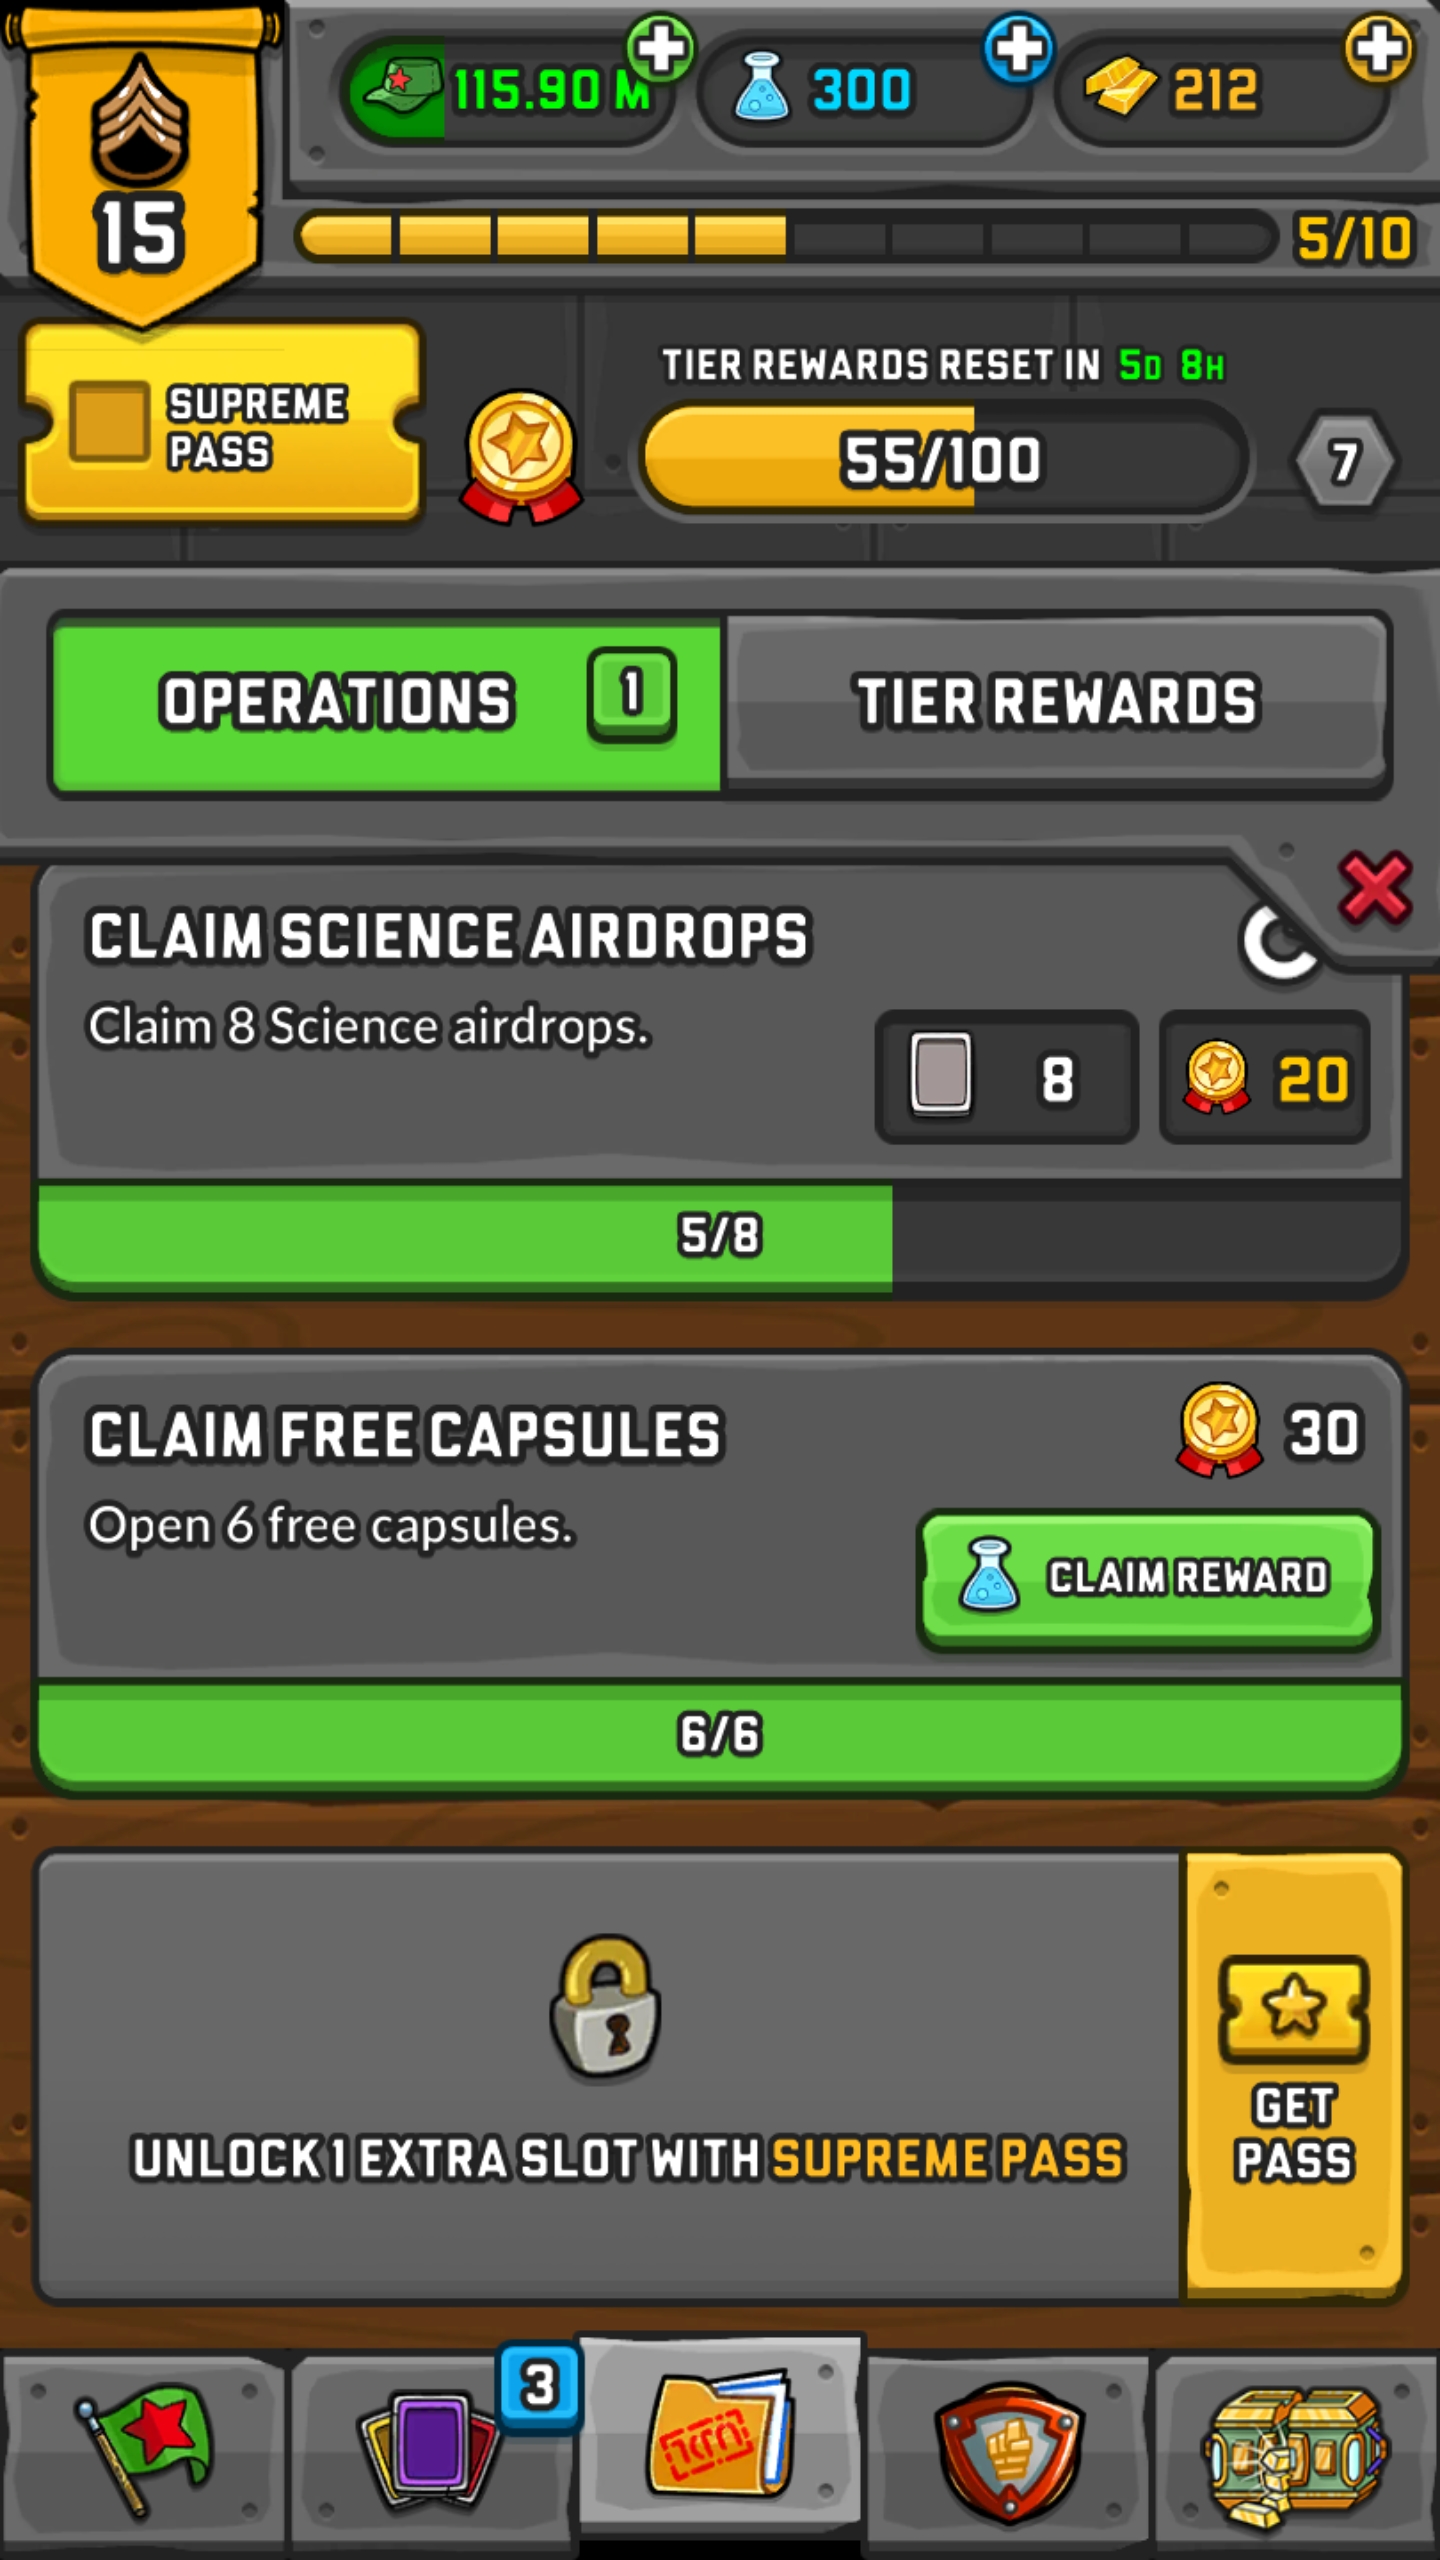 115.90 M
300
212
15
5/10
SUPREME
PASS
TIER REWARDS RESET IN 5D 8H
55/100
7
OPERATIONS
1
TIER REWARDS
CLAIM SCIENCE AIRDROPS
Claim 8 Science airdrops.
8
20
5/8
CLAIM FREE CAPSULES
30
Open 6 free capsules.
CLAIM REWARD
6/6
UNLOCK 1 EXTRA SLOT WITH SUPREME PASS
GET
PASS
3